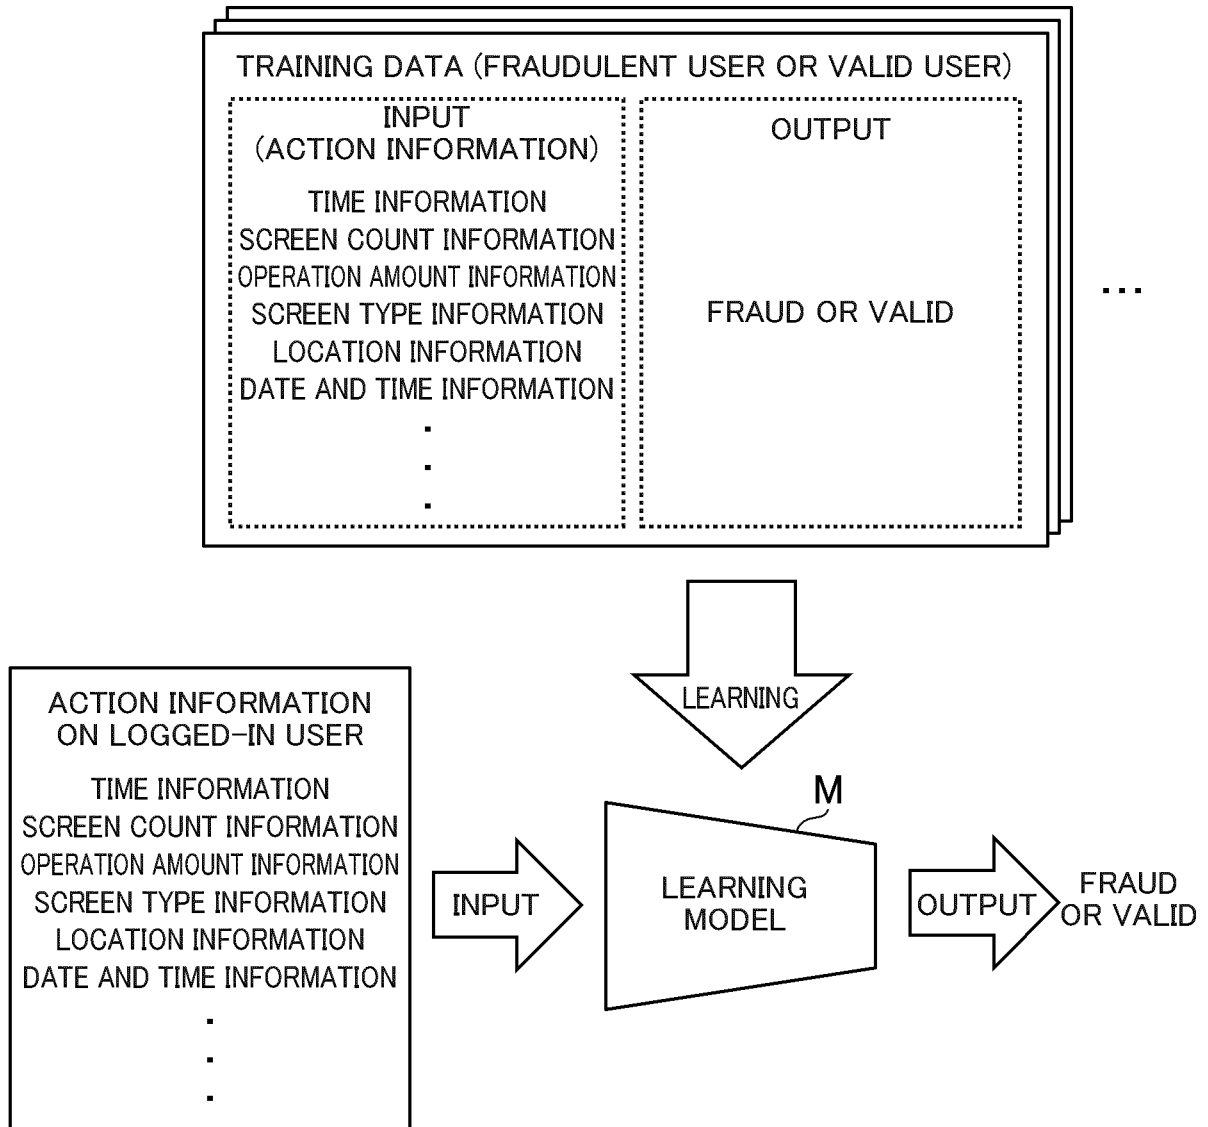 TRAINING DATA (FRAUDULENT USER OR VALID USER)
INPUT
(ACTION INFORMATION)
TIME INFORMATION
SCREEN COUNT INFORMATION
OPERATION AMOUNT INFORMATION
SCREEN TYPE INFORMATION
LOCATION INFORMATION
DATE AND TIME INFORMATION
OUTPUT
FRAUD OR VALID
...
LEARNING
ACTION INFORMATION
ON LOGGED-IN USER
TIME INFORMATION
SCREEN COUNT INFORMATION
OPERATION AMOUNT INFORMATION
SCREEN TYPE INFORMATION
LOCATION INFORMATION
DATE AND TIME INFORMATION
INPUT
M
LEARNING
MODEL
OUTPUT
FRAUD
OR VALID